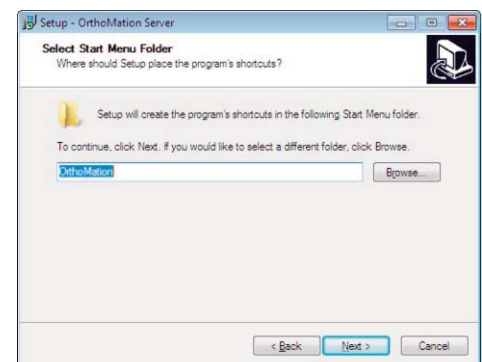 Setup - OrthoMation Server
Select Start Menu Folder
Where should Setup place the program's shortcuts?
Setup will create the program's shortcuts in the following Start Menu folder.
To continue, click Next. If you would like to select a different folder, click Browse.
OrthoMation
Browse...
< Back
Next >
Cancel